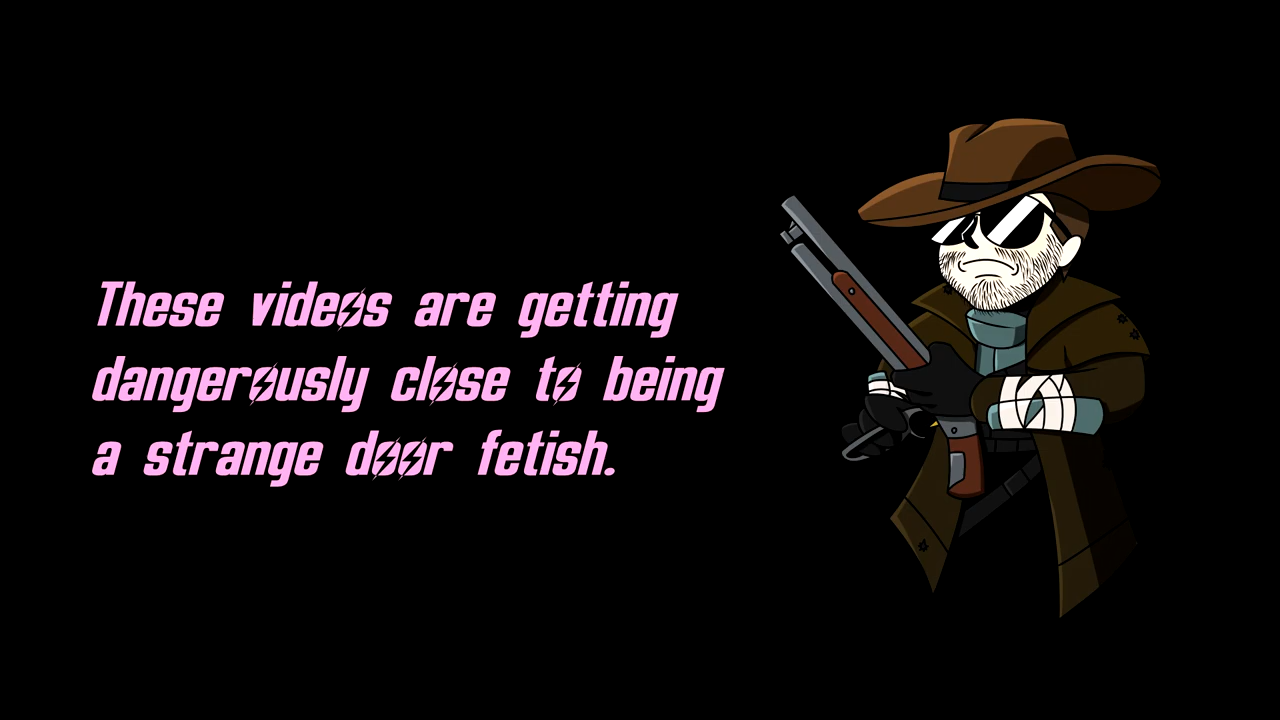 These videos are getting
dangerously close to being
a strange door fetish.